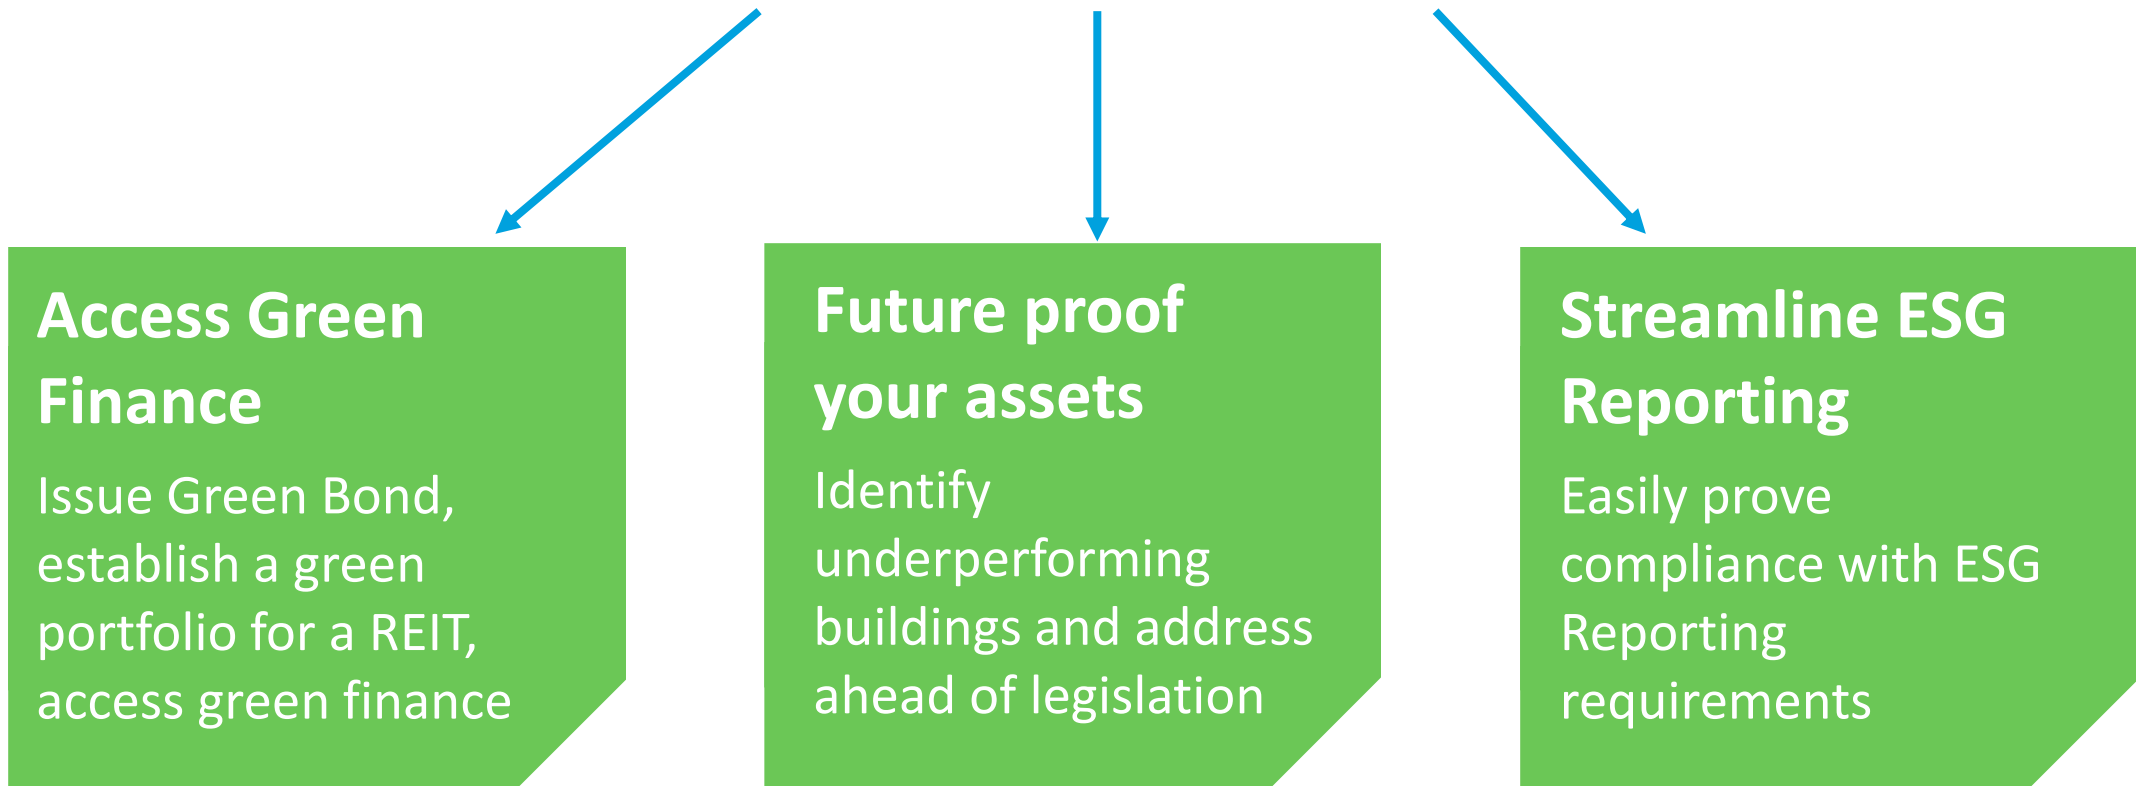 Access Green
Finance
Issue Green Bond,
establish a green
portfolio for a REIT,
access green finance
Future proof
your assets
Identify
underperforming
buildings and address
ahead of legislation
Streamline ESG
Reporting
Easily prove
compliance with ESG
Reporting
requirements